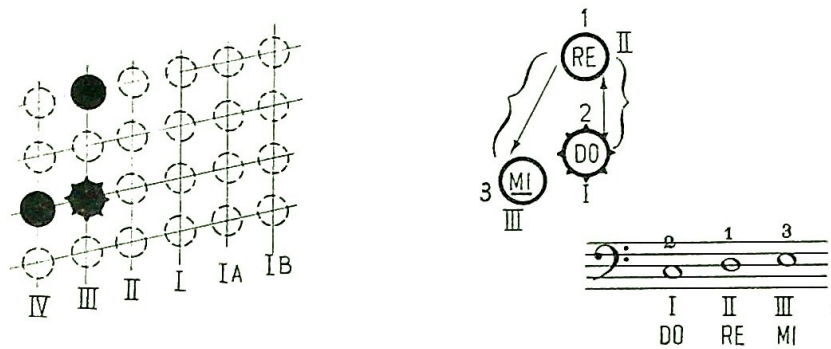 IV III II I IA IB
1
RE II
2
DO
3 MI I
III
2 1 3
I II III
DO RE MI